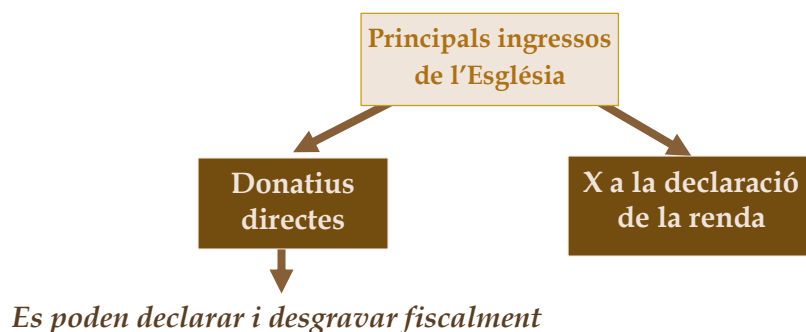 Principals ingressos
de l'Església
Donatius
directes
X a la declaració
de la renda
Es poden declarar i desgravar fiscalment